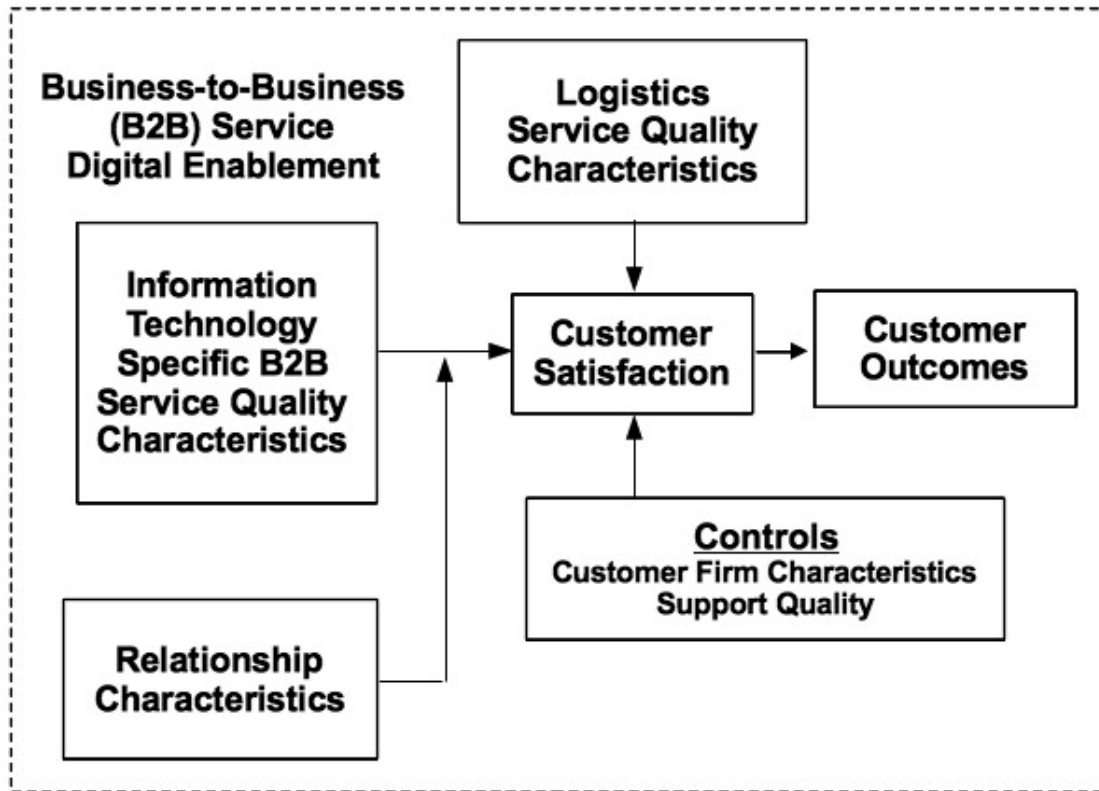 Business-to-Business
(B2B) Service
Digital Enablement
Logistics
Service Quality
Characteristics
Information
Technology
Specific B2B
Service Quality
Characteristics
Customer
Satisfaction
Customer
Outcomes
Controls
Customer Firm Characteristics
Support Quality
Relationship
Characteristics